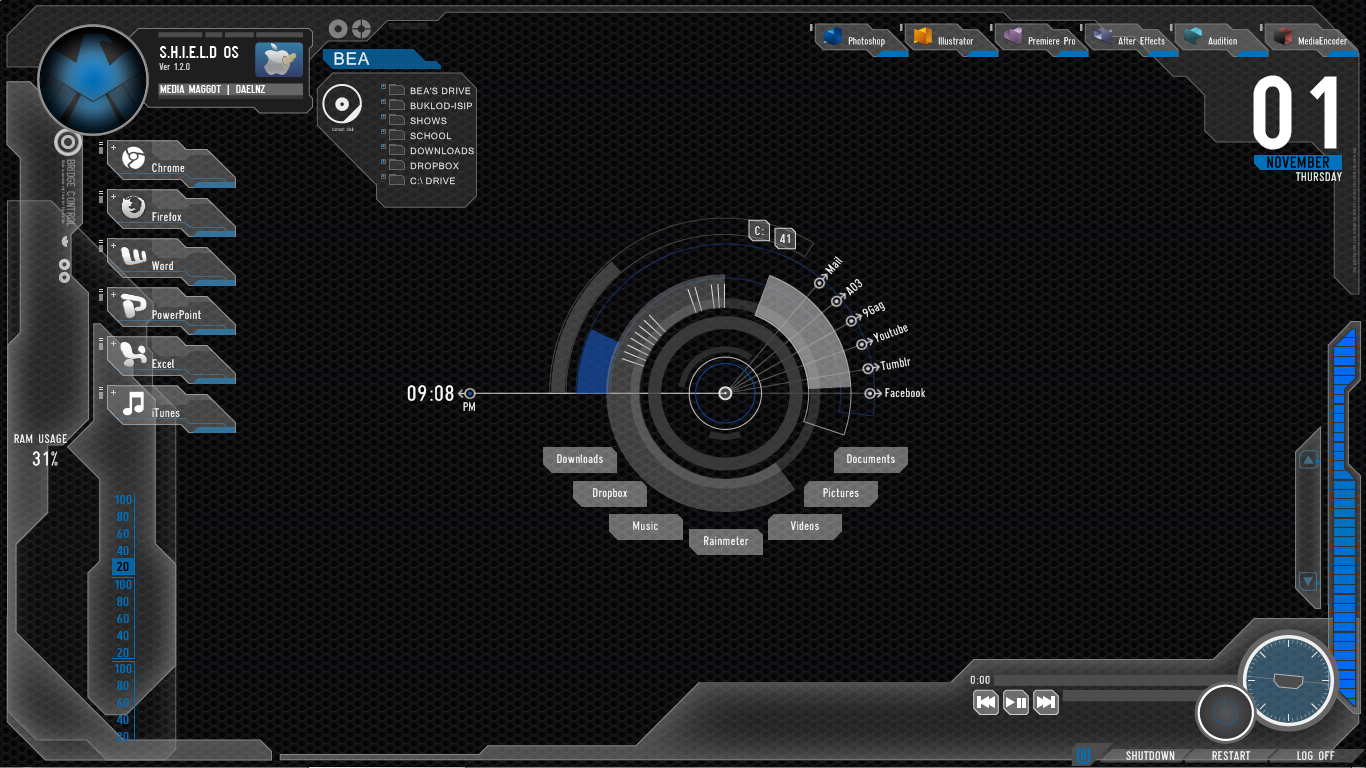 S.H.I.E.L.D OS
Ver 1.2.0
MEDIA MAGGOT | DAELNZ
BEA
BEA'S DRIVE
BUKLOD-ISIP
SHOWS
SCHOOL
DOWNLOADS
DROPBOX
C:\ DRIVE
Photoshop
Illustrator
Premiere Pro
After Effects
Audition
MediaEncoder
01
NOVEMBER
THURSDAY
BRIDGE CONTROL
Chrome
Firefox
Word
PowerPoint
Excel
iTunes
C:
41
Mail
AO3
9Gag
Youtube
Tumblr
Facebook
09:08
PM
RAM USAGE
31%
Downloads
Documents
Dropbox
Pictures
Music
Videos
Rainmeter
100
80
60
40
20
100
80
60
40
20
100
80
60
40
20
0:00
SHUTDOWN
RESTART
LOG OFF